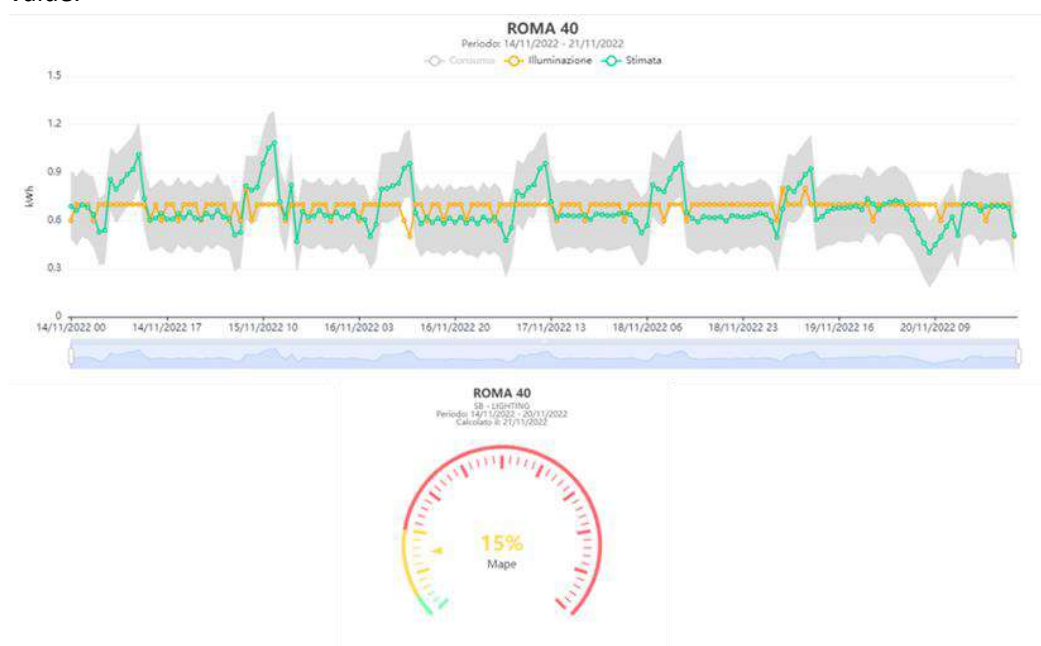 ROMA 40
Periodo: 14/11/2022 - 21/11/2022
Consumo Illuminazione Stimata
1.5
1.2
0.9
kWh
0.6
0.3
0
14/11/2022 00 14/11/2022 17 15/11/2022 10 16/11/2022 03 16/11/2022 20 17/11/2022 13 18/11/2022 06 18/11/2022 23 19/11/2022 16 20/11/2022 09
ROMA 40
SB - LIGHTING
Periodo: 14/11/2022 - 20/11/2022
Calcolato il: 21/11/2022
15%
Mape